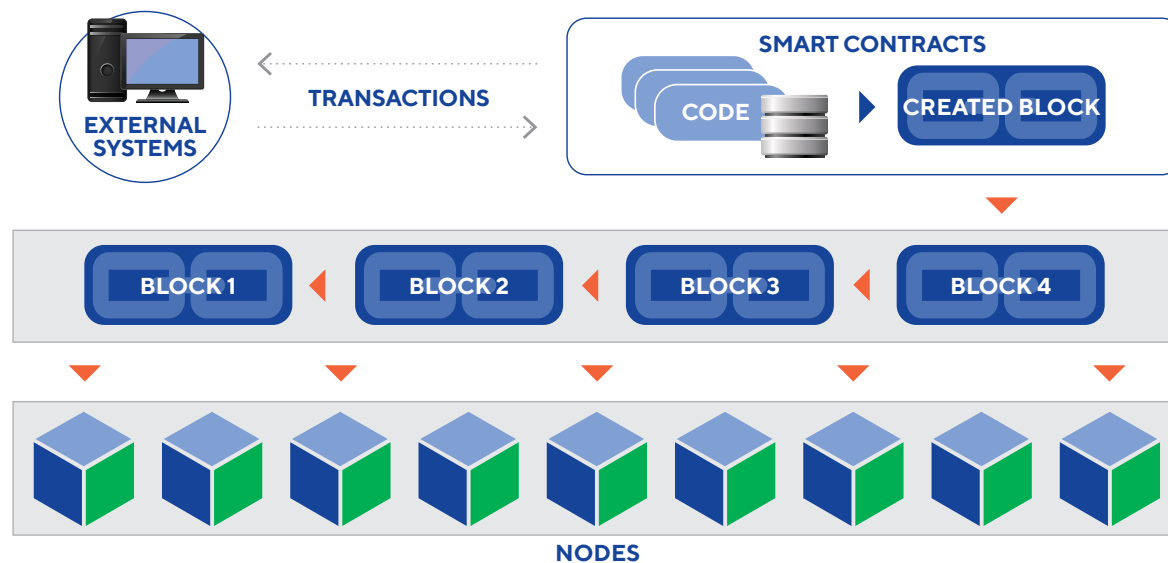 EXTERNAL
SYSTEMS
TRANSACTIONS
SMART CONTRACTS
CODE
CREATED BLOCK
BLOCK 1
BLOCK 2
BLOCK 3
BLOCK 4
NODES